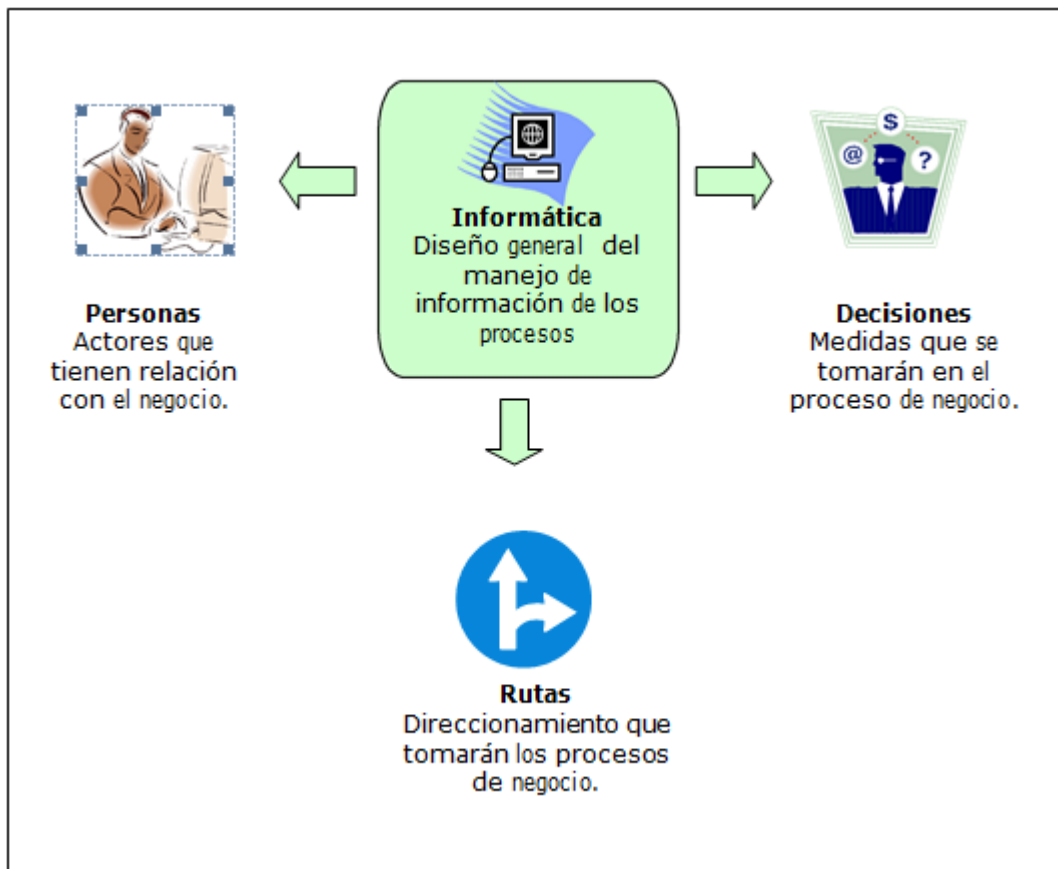 Informática
Diseño general del
manejo de
información de los
procesos
Personas
Actores que
tienen relación
con el negocio.
@ $ ?
Decisiones
Medidas que se
tomarán en el
proceso de negocio.
Rutas
Direccionamiento que
tomarán los procesos
de negocio.